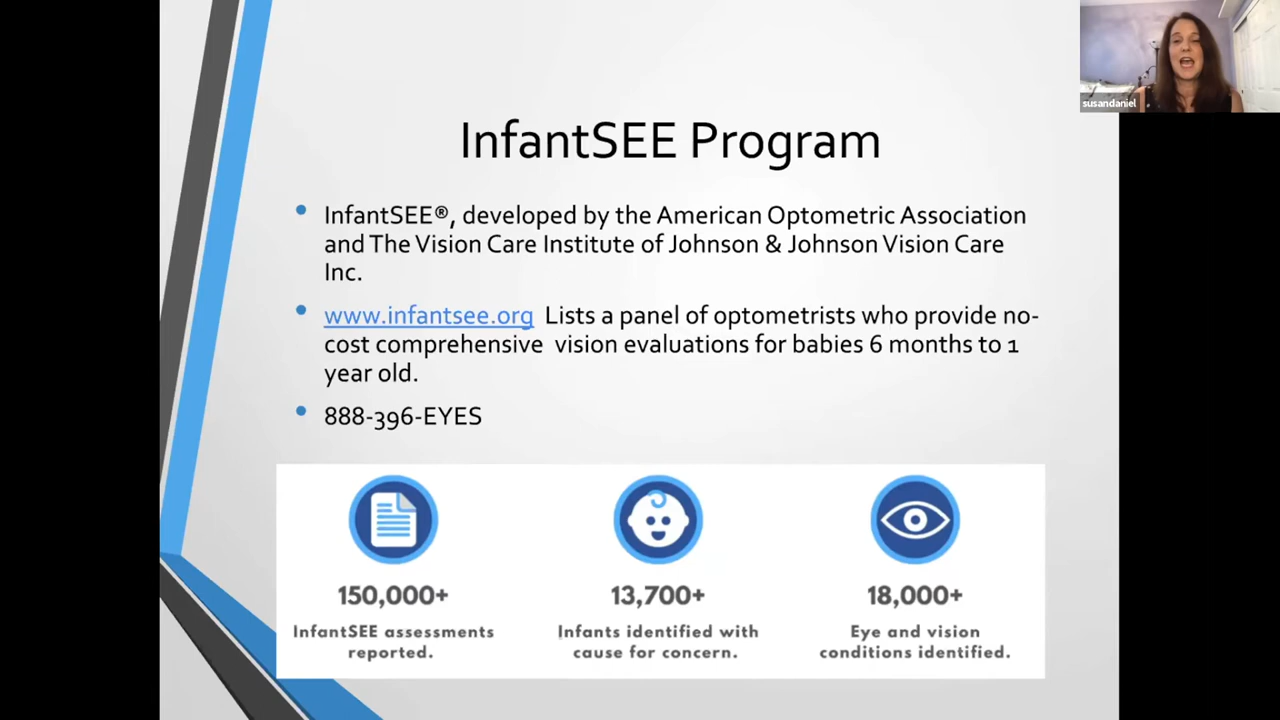 susandaniel
InfantSEE Program
InfantSEE®, developed by the American Optometric Association
and The Vision Care Institute of Johnson & Johnson Vision Care
Inc.
www.infantsee.org Lists a panel of optometrists who provide no-
cost comprehensive vision evaluations for babies 6 months to 1
year old.
888-396-EYES
150,000+
InfantSEE assessments
reported.
13,700+
Infants identified with
cause for concern.
18,000+
Eye and vision
conditions identified.